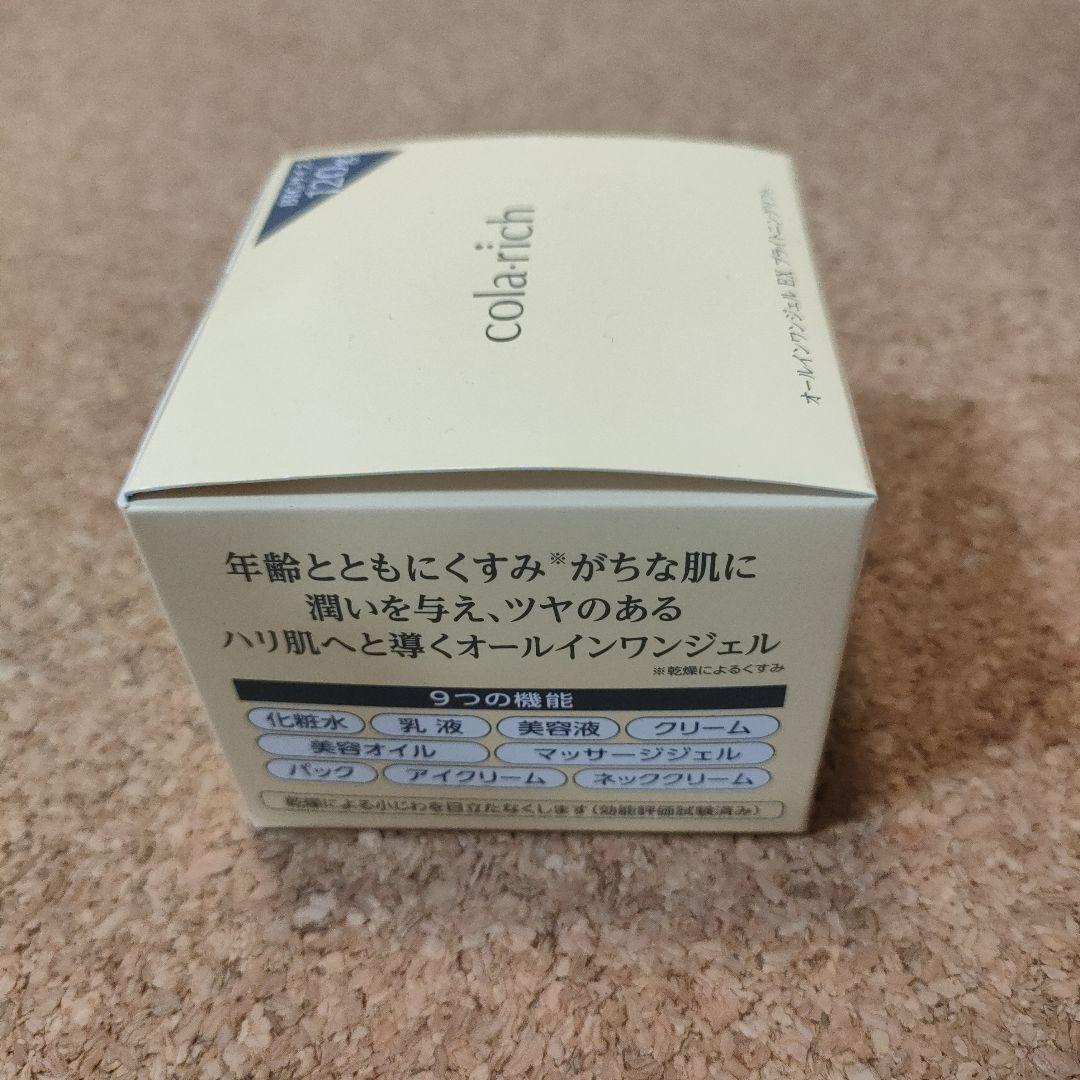 120g
cola·rich
オールインワンジェル EX ブライトニングリフト
年齢とともにくすみ※がちな肌に
潤いを与え、ツヤのある
ハリ肌へと導くオールインワンジェル
※乾燥によるくすみ
9つの機能
化粧水 乳液 美容液 クリーム
美容オイル マッサージジェル
パック アイクリーム ネッククリーム
乾燥による小じわを目立たなくします(効能評価試験済み)